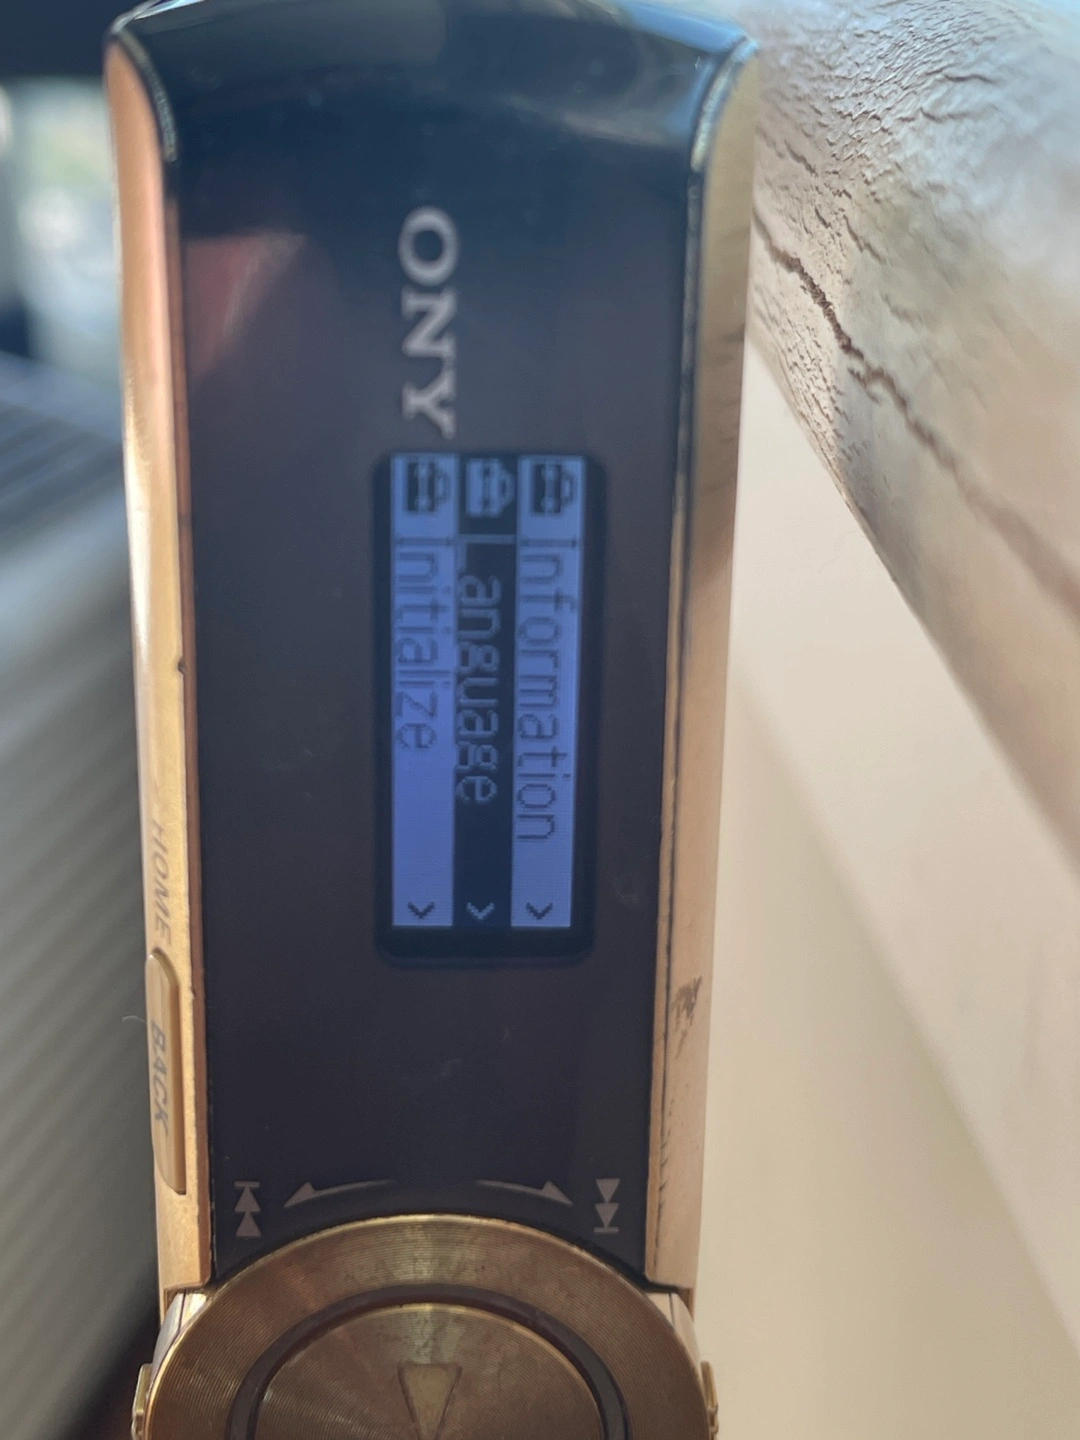 ONY
Information
Language
Initialize
HOME
BACK